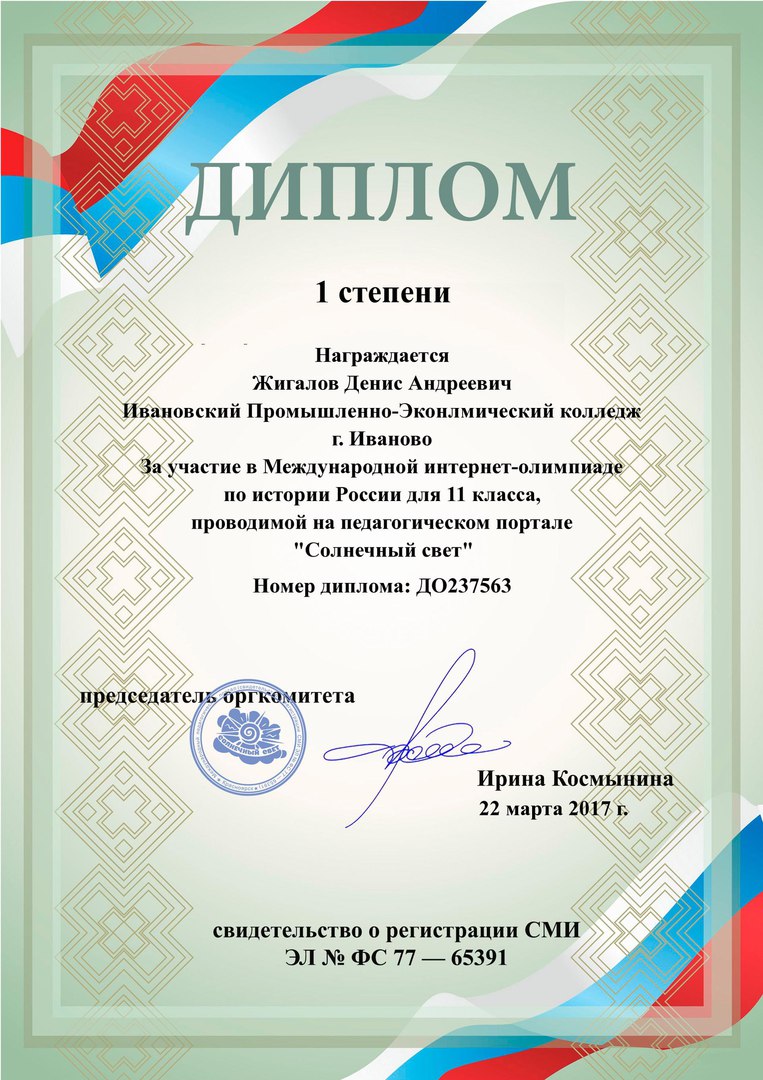 ДИПЛОМ
1 степени
Награждается
Жигалов Денис Андреевич
Ивановский Промышленно-Эконлмический колледж
г. Иваново
За участие в Международной интернет-олимпиаде
по истории России для 11 класса,
проводимой на педагогическом портале
"Солнечный свет"
Номер диплома: ДО237563
председатель оргкомитета
СОЛНЕЧНЫЙ СВЕТ
Ирина Космынина
22 марта 2017 г.
свидетельство о регистрации СМИ
ЭЛ № ФС 77 — 65391